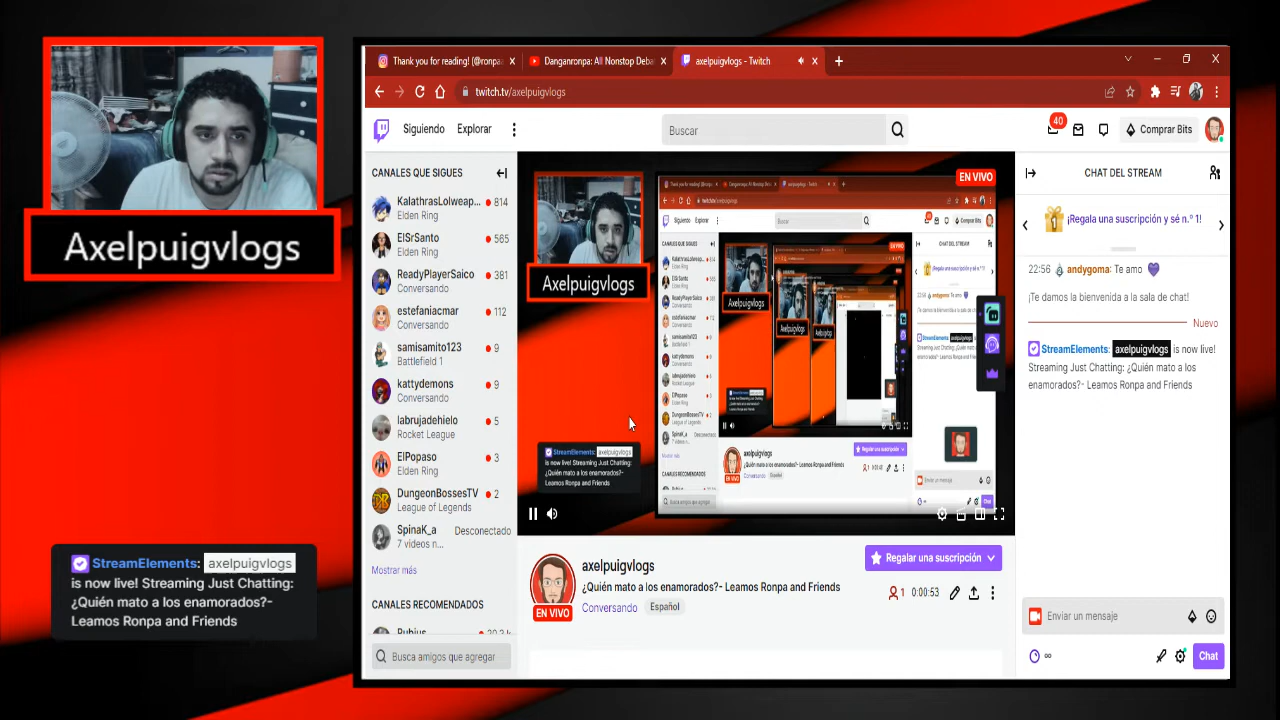 Axelpuigvlogs
StreamElements: axelpuigvlogs
is now live! Streaming Just Chatting:
¿Quién mato a los enamorados?-
Leamos Ronpa and Friends
Thank you for reading! (@ronpa
Danganronpa: All Nonstop Deba
axelpuigvlogs - Twitch
twitch.tv/axelpuigvlogs
Siguiendo
Explorar
Buscar
40
Comprar Bits
CANALES QUE SIGUES
KalathrasLolweap...
814
Elden Ring
ElSrSanto
565
Elden Ring
ReadyPlayerSaico
381
Conversando
estefaniacmar
112
Conversando
samisamito123
9
Battlefield 1
kattydemons
9
Conversando
labrujadehielo
5
Rocket League
ElPopaso
3
Elden Ring
DungeonBossesTV
2
League of Legends
SpinaK_a
Desconectado
7 videos n...
Mostrar más
CANALES RECOMENDADOS
Rubius
Busca amigos que agregar
EN VIVO
Axelpuigvlogs
StreamElements: axelpuigvlogs
is now live! Streaming Just Chatting:
¿Quién mato a los enamorados?-
Leamos Ronpa and Friends
axelpuigvlogs
¿Quién mato a los enamorados?- Leamos Ronpa and Friends
Conversando
Español
EN VIVO
Regalar una suscripción
1
0:00:53
CHAT DEL STREAM
¡Regala una suscripción y sé n.º 1!
22:56 andygoma: Te amo
¡Te damos la bienvenida a la sala de chat!
Nuevo
StreamElements: axelpuigvlogs is now live!
Streaming Just Chatting: ¿Quién mato a los
enamorados?- Leamos Ronpa and Friends
Enviar un mensaje
∞
Chat